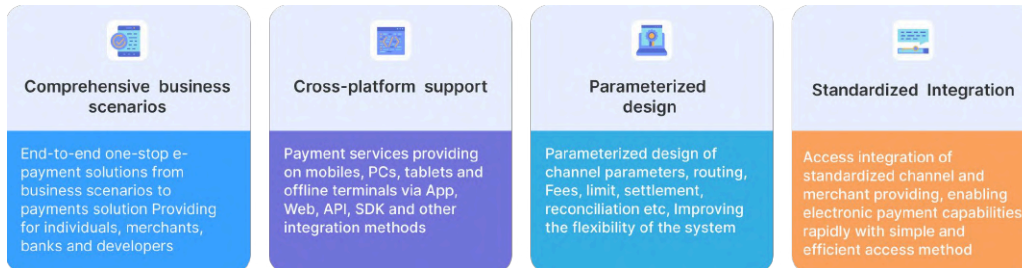 Comprehensive business
scenarios
End-to-end one-stop e-
payment solutions from
business scenarios to
payments solution Providing
for individuals, merchants,
banks and developers
Cross-platform support
Payment services providing
on mobiles, PCs, tablets and
offline terminals via App,
Web, API, SDK and other
integration methods
Parameterized
design
Parameterized design of
channel parameters, routing,
Fees, limit, settlement,
reconciliation etc, Improving
the flexibility of the system
Standardized Integration
Access integration of
standardized channel and
merchant providing, enabling
electronic payment capabilities
rapidly with simple and
efficient access method